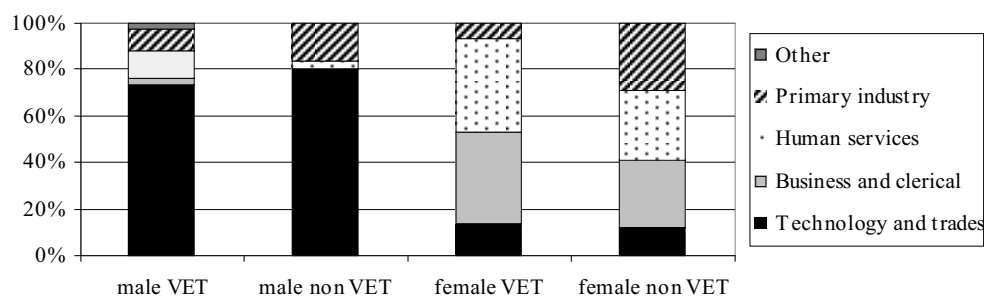 100%
80%
60%
40%
20%
0%
male VET
male non VET
female VET
female non VET
Other
Primary industry
Human services
Business and clerical
Technology and trades